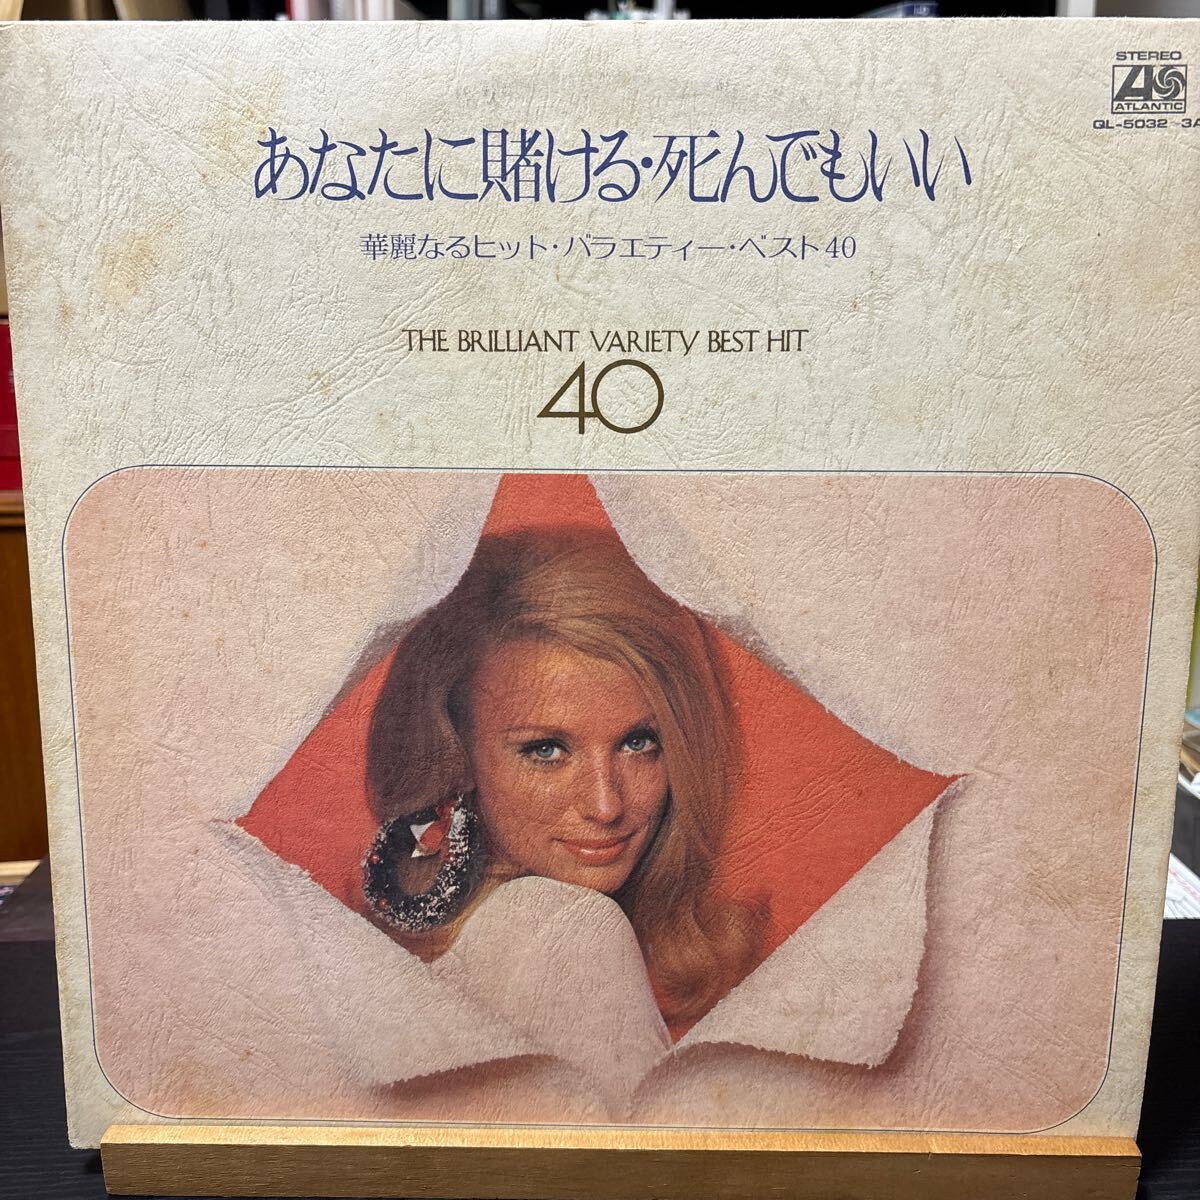 STEREO
ATLANTIC
QL-5032~3A
あなたに賭ける・死んでもいい
華麗なるヒット・バラエティー・ベスト40
THE BRILLIANT VARIETY BEST HIT
40